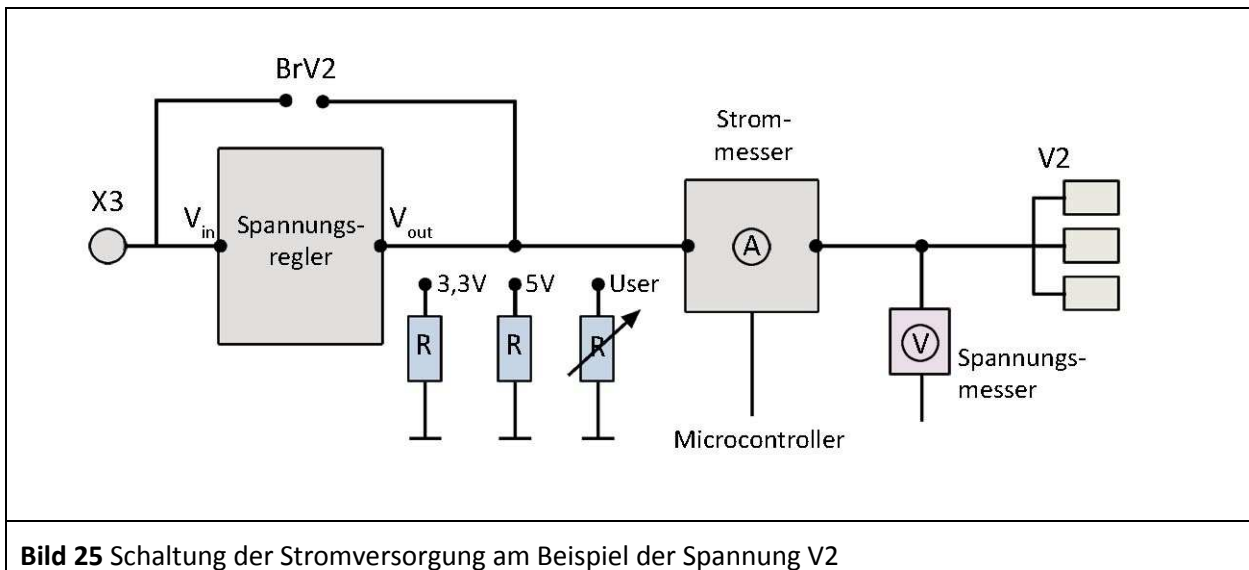 BrV2
Strom-
messer
V2
X3
Vin
Spannungs-
regler
Vout
A
3,3V
5V
User
R
R
R
V
Spannungs-
messer
Microcontroller
Bild 25 Schaltung der Stromversorgung am Beispiel der Spannung V2